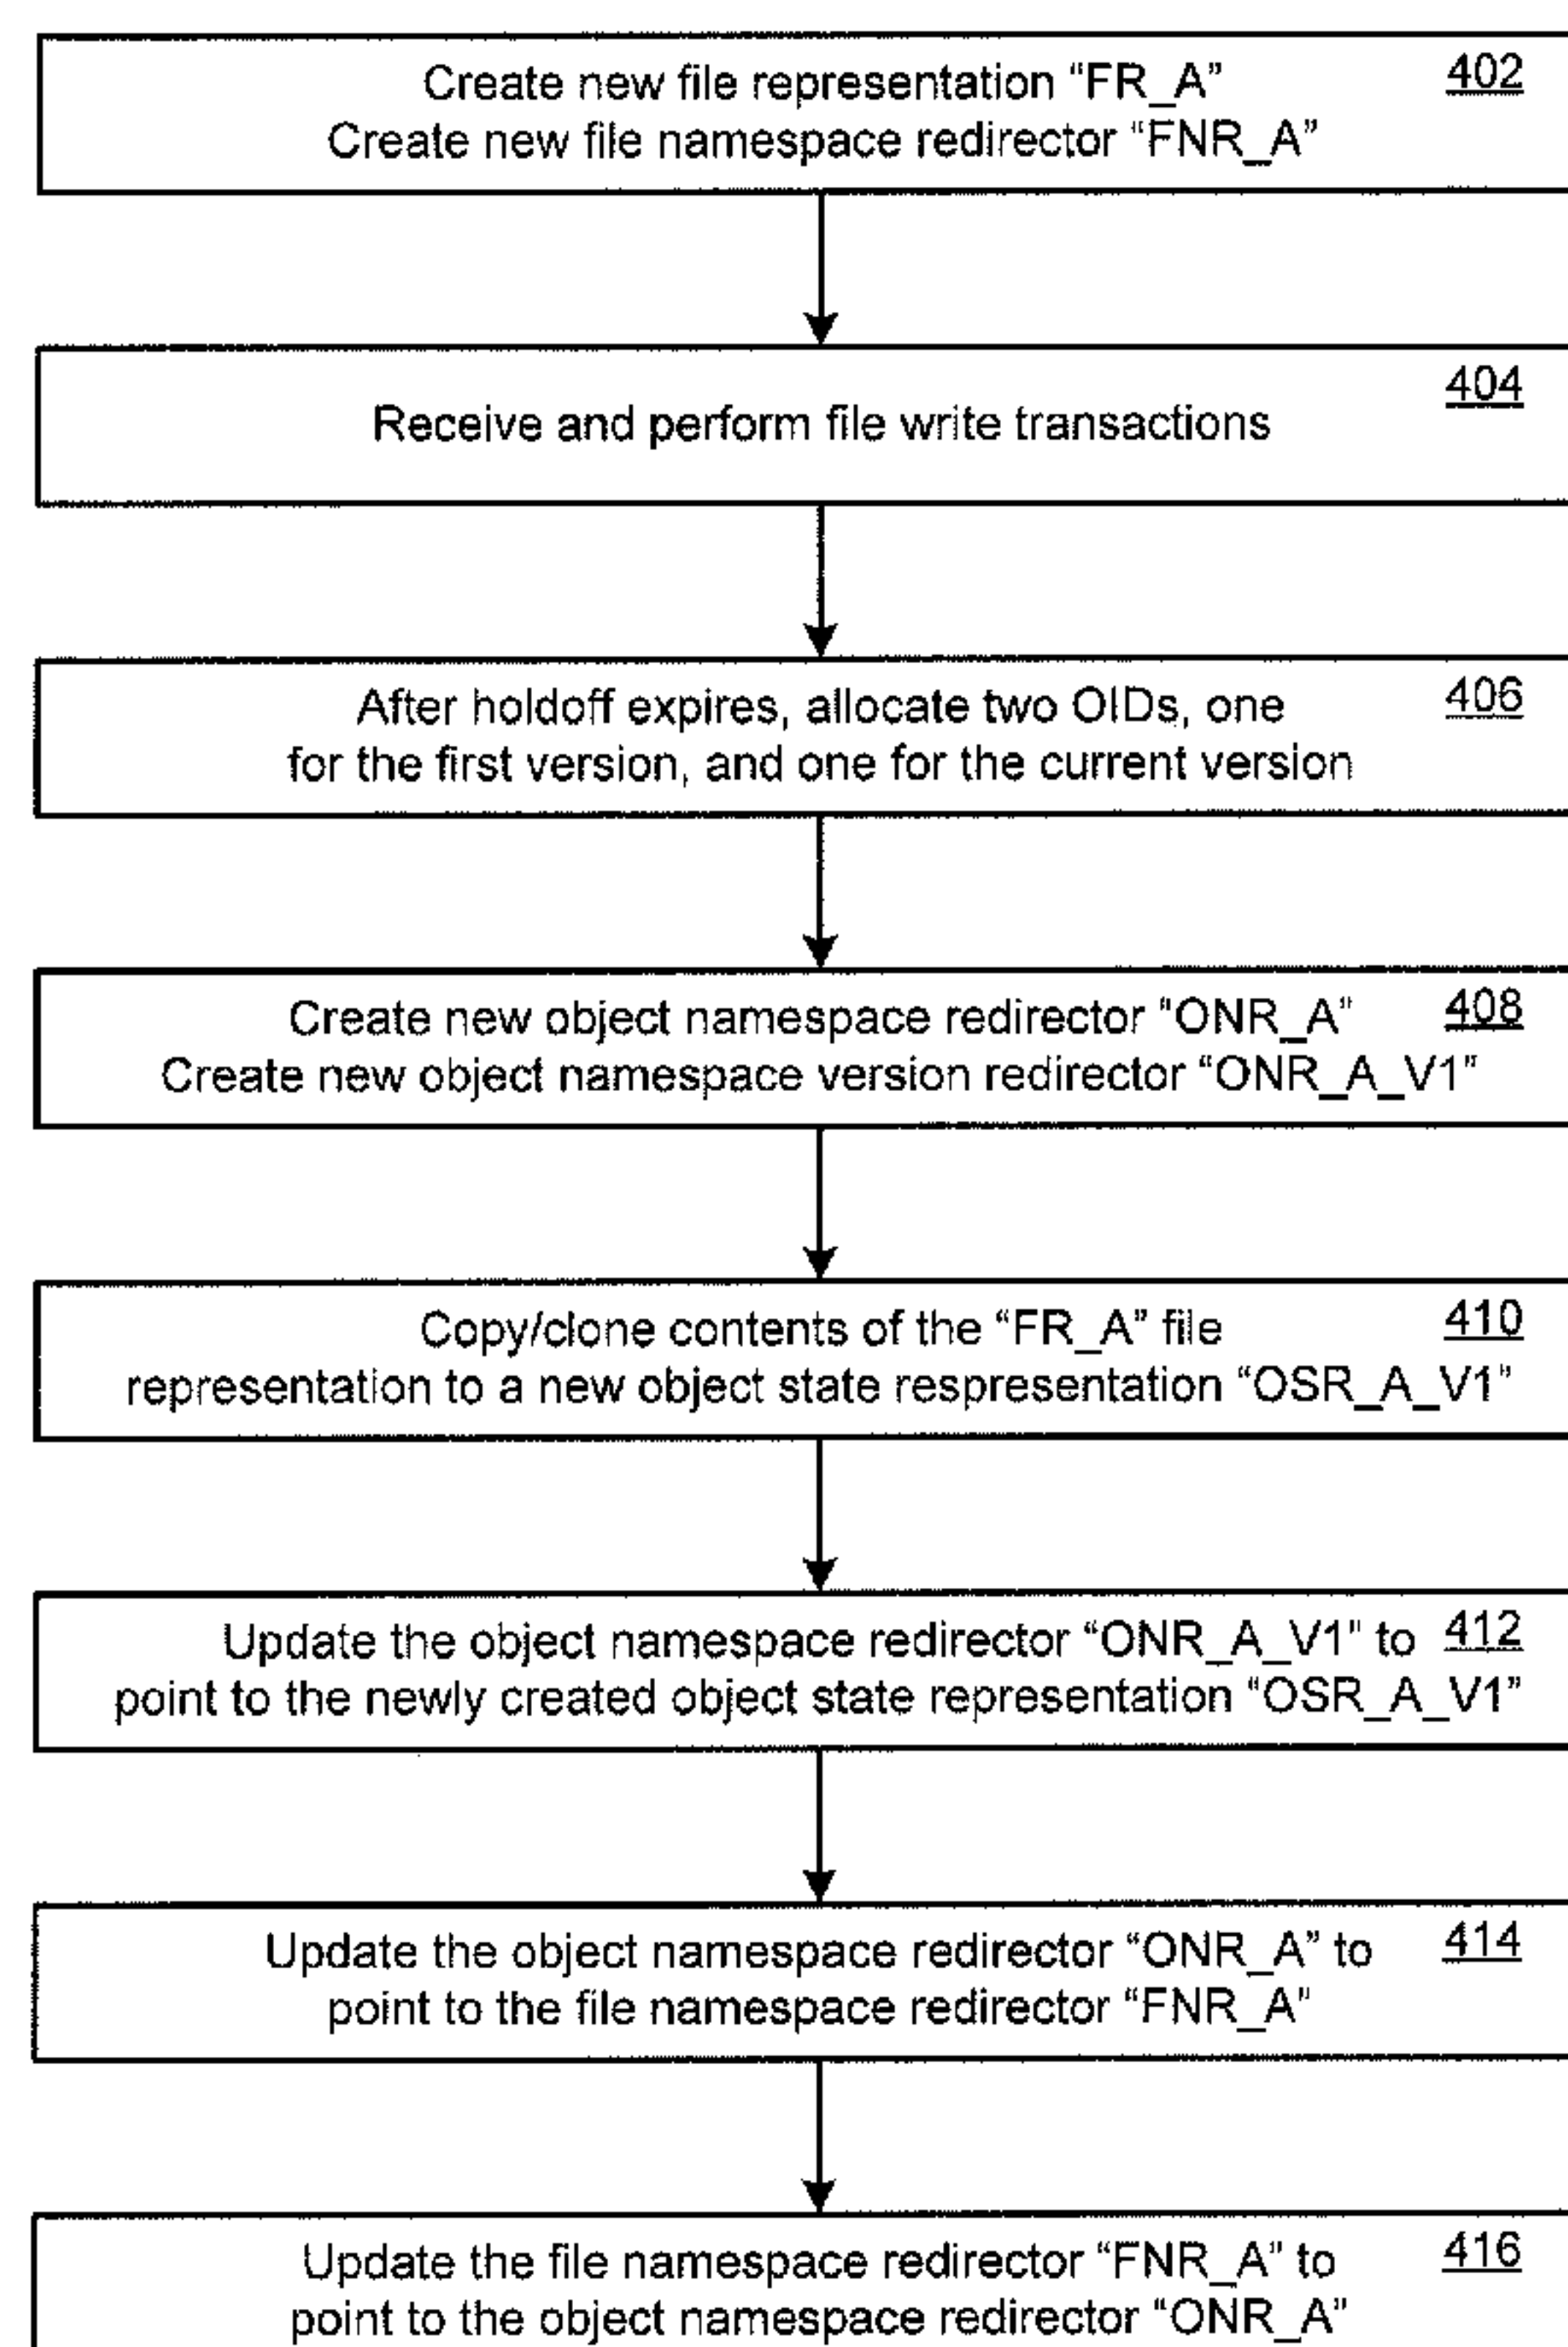 Create new file representation “FR_A” 402
Create new file namespace redirector “FNR_A”
404
Receive and perform file write transactions
After holdoff expires, allocate two OIDs, one 406
for the first version, and one for the current version
Create new object namespace redirector “ONR_A” 408
Create new object namespace version redirector “ONR_A_V1”
Copy/clone contents of the “FR_A” file 410
representation to a new object state respresentation “OSR_A_V1”
Update the object namespace redirector “ONR_A_V1” to 412
point to the newly created object state representation “OSR_A_V1”
Update the object namespace redirector “ONR_A” to 414
point to the file namespace redirector “FNR_A”
Update the file namespace redirector “FNR_A” to 416
point to the object namespace redirector “ONR_A”